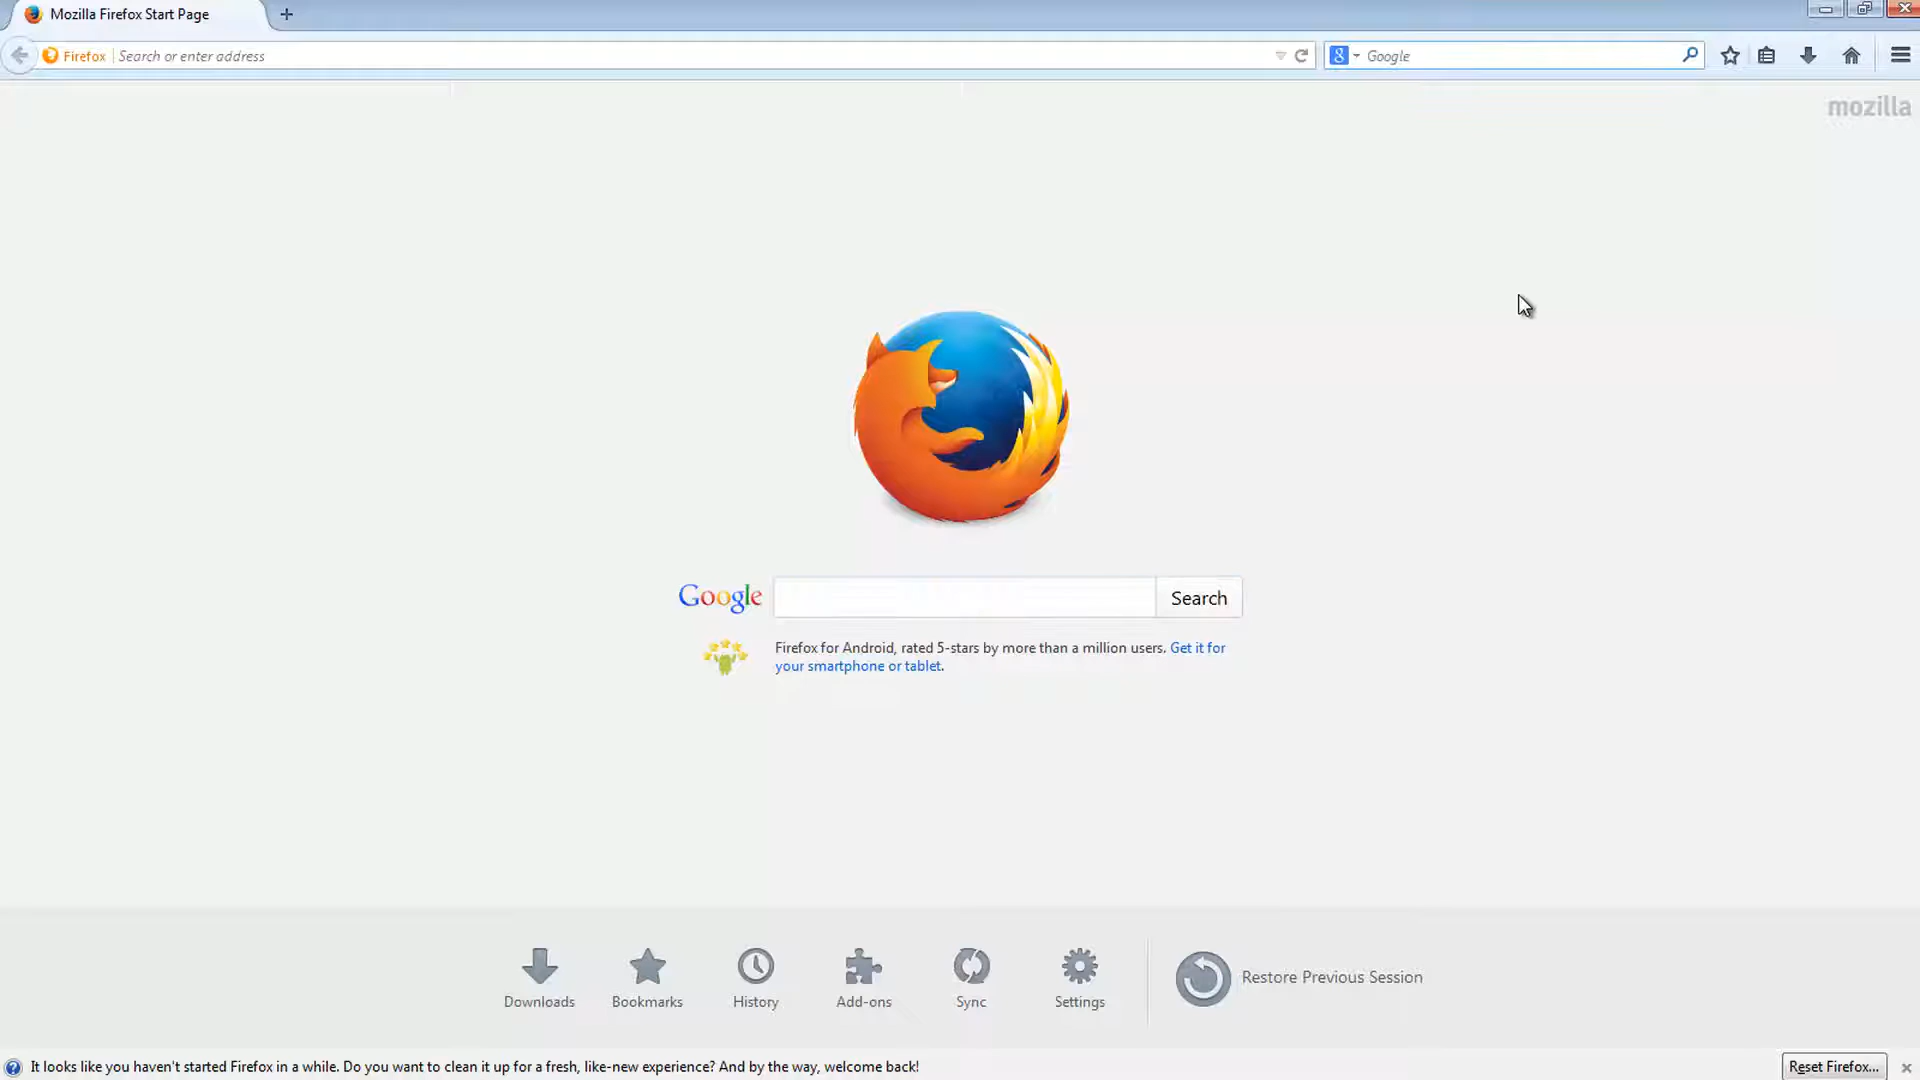 Mozilla Firefox Start Page
Firefox
Search or enter address
Google
mozilla
Google
Search
Firefox for Android, rated 5-stars by more than a million users. Get it for
your smartphone or tablet.
Downloads
Bookmarks
History
Add-ons
Sync
Settings
Restore Previous Session
It looks like you haven't started Firefox in a while. Do you want to clean it up for a fresh, like-new experience? And by the way, welcome back!
Reset Firefox...